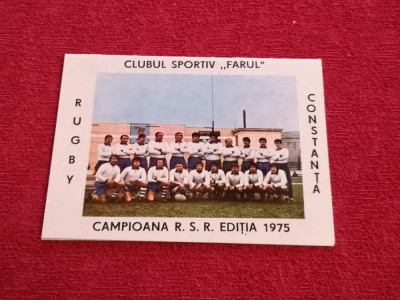 CLUBUL SPORTIV „FARUL"
RUGBY
CONSTANȚA
CAMPIOANA R. S. R. EDIȚIA 1975